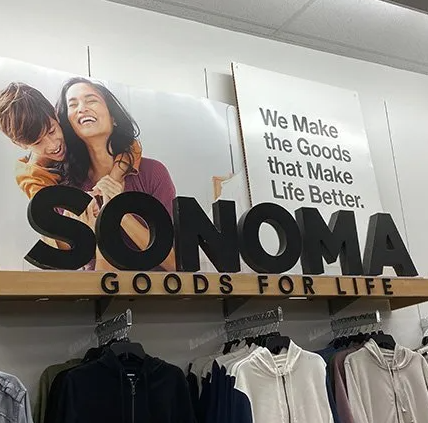 We Make
the Goods
that Make
Life Better.
SONOMA
GOODS FOR LIFE